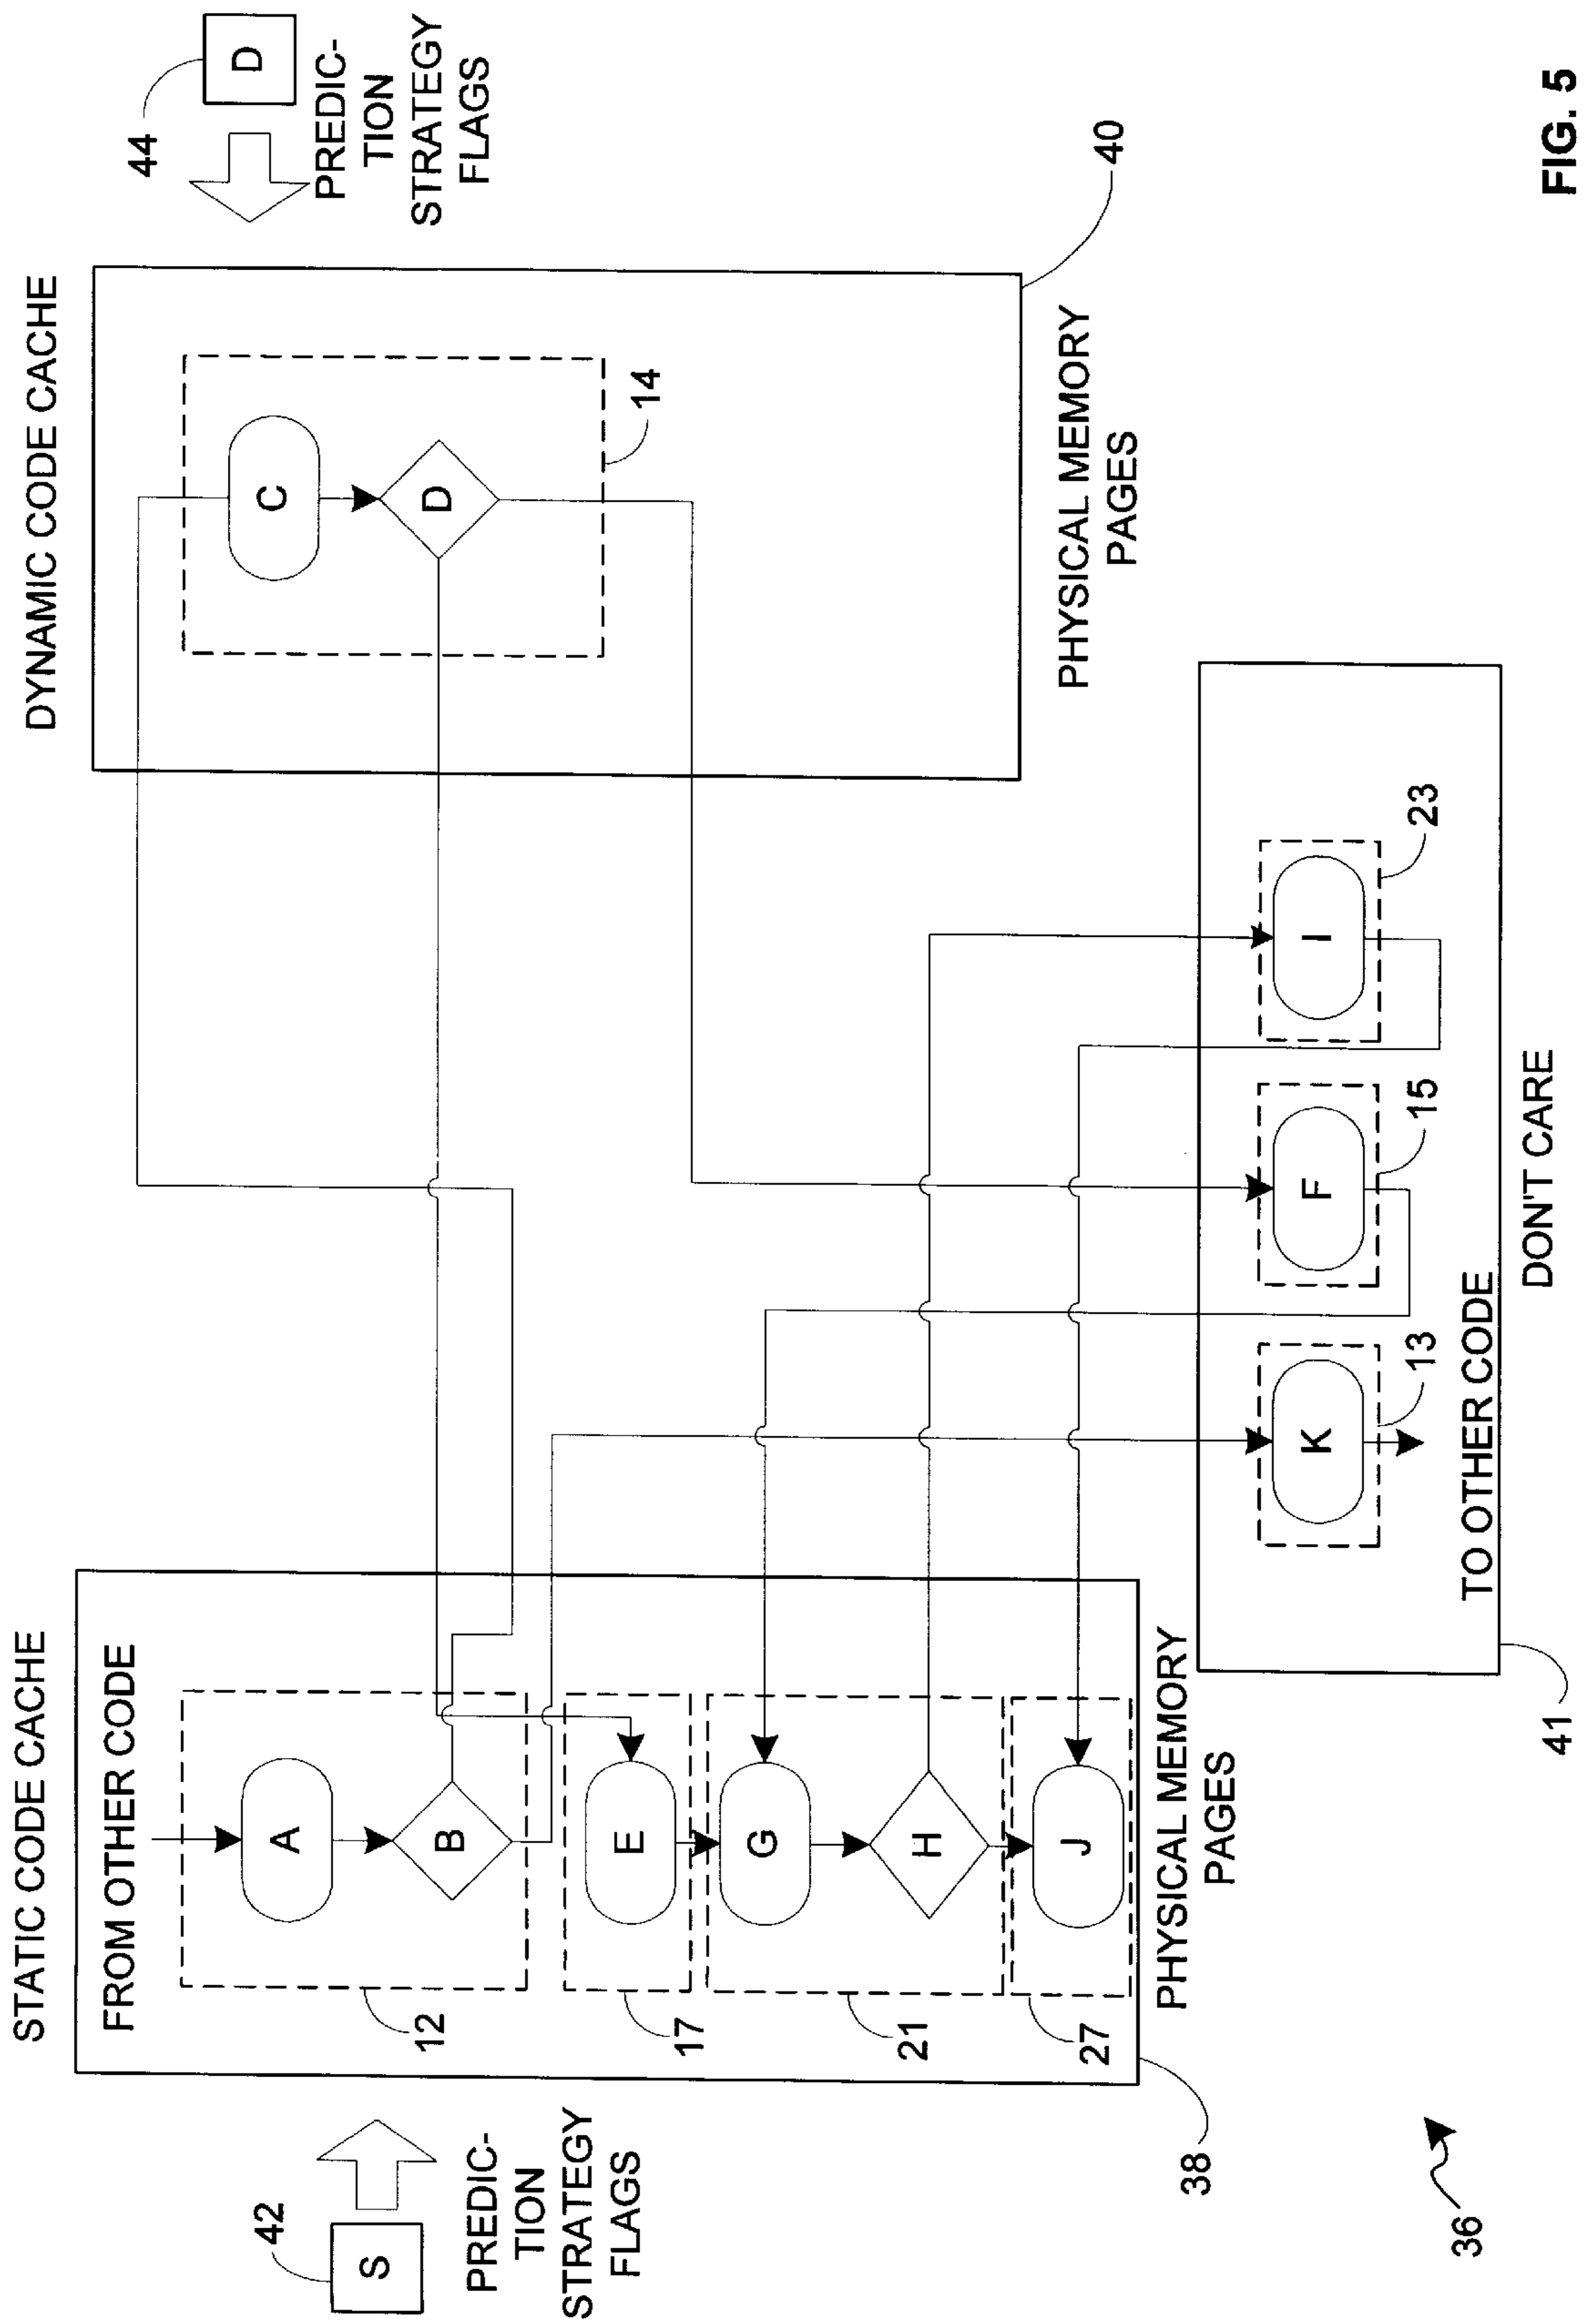 STATIC CODE CACHE
DYNAMIC CODE CACHE
FROM OTHER CODE
42
S
PREDIC-
TION
STRATEGY
FLAGS
44
D
PREDIC-
TION
STRATEGY
FLAGS
A
B
12
E
17
G
H
21
J
27
38
PHYSICAL MEMORY
PAGES
C
D
14
40
PHYSICAL MEMORY
PAGES
K
13
F
15
I
23
TO OTHER CODE
41
DON'T CARE
36
FIG. 5